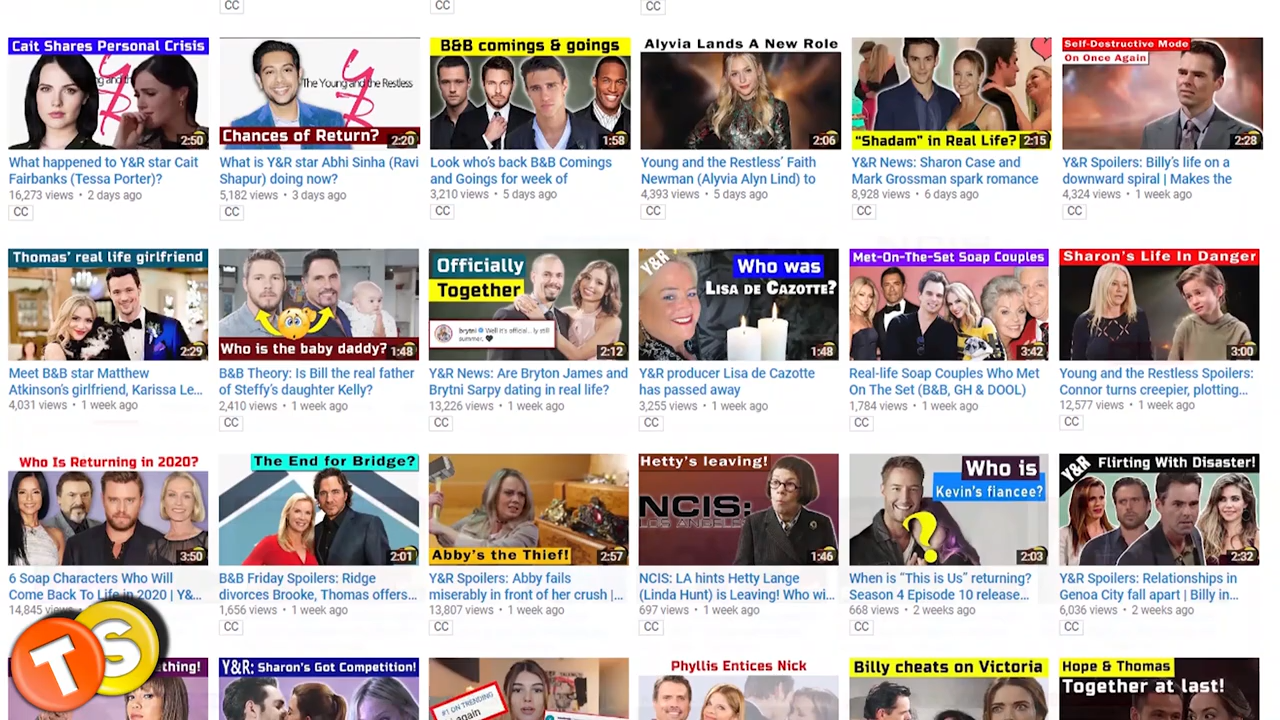 CC
CC
CC
Cait Shares Personal Crisis
2:50
What happened to Y&R star Cait
Fairbanks (Tessa Porter)?
16,273 views • 2 days ago
CC
The Young and the Restless
Chances of Return?
2:20
What is Y&R star Abhi Sinha (Ravi
Shapur) doing now?
5,182 views • 3 days ago
CC
B&B comings & goings
1:58
Look who's back B&B Comings
and Goings for week of
3,210 views • 5 days ago
CC
Alyvia Lands A New Role
2:06
Young and the Restless' Faith
Newman (Alyvia Alyn Lind) to
4,393 views • 5 days ago
CC
"Shadam" in Real Life?
2:15
Y&R News: Sharon Case and
Mark Grossman spark romance
8,928 views • 6 days ago
CC
Self-Destructive Mode
On Once Again
2:28
Y&R Spoilers: Billy's life on a
downward spiral | Makes the
4,324 views • 1 week ago
CC
Thomas' real life girlfriend
2:29
Meet B&B star Matthew
Atkinson's girlfriend, Karissa Le...
4,031 views • 1 week ago
Who is the baby daddy?
1:48
B&B Theory: Is Bill the real father
of Steffy's daughter Kelly?
2,410 views • 1 week ago
CC
Officially
Together
brytni Well it's official... ly still
summer.
2:12
Y&R News: Are Bryton James and
Brytni Sarpy dating in real life?
13,226 views • 1 week ago
CC
Y&R
Who was
Lisa de Cazotte?
1:48
Y&R producer Lisa de Cazotte
has passed away
3,255 views • 1 week ago
CC
Met-On-The-Set Soap Couples
3:42
Real-life Soap Couples Who Met
On The Set (B&B, GH & DOOL)
1,784 views • 1 week ago
CC
Sharon's Life In Danger
3:00
Young and the Restless Spoilers:
Connor turns creepier, plotting...
12,577 views • 1 week ago
CC
Who Is Returning in 2020?
3:50
6 Soap Characters Who Will
Come Back To Life in 2020 | Y&...
14,845 views • 1 week ago
The End for Bridge?
2:01
B&B Friday Spoilers: Ridge
divorces Brooke, Thomas offers...
1,656 views • 1 week ago
CC
Abby's the Thief!
2:57
Y&R Spoilers: Abby fails
miserably in front of her crush |...
13,807 views • 1 week ago
CC
Hetty's leaving!
NCIS:
LOS ANGELES
1:46
NCIS: LA hints Hetty Lange
(Linda Hunt) is Leaving! Who wi...
697 views • 1 week ago
CC
Who is
Kevin's fiancee?
?
2:03
When is "This is Us" returning?
Season 4 Episode 10 release...
668 views • 2 weeks ago
CC
Y&R Flirting With Disaster!
2:32
Y&R Spoilers: Relationships in
Genoa City fall apart | Billy in...
6,036 views • 2 weeks ago
CC
TS
Y&R: Sharon's Got Competition!
#1 ON TRENDING
again
Phyllis Entices Nick
Billy cheats on Victoria
Hope & Thomas
Together at last!